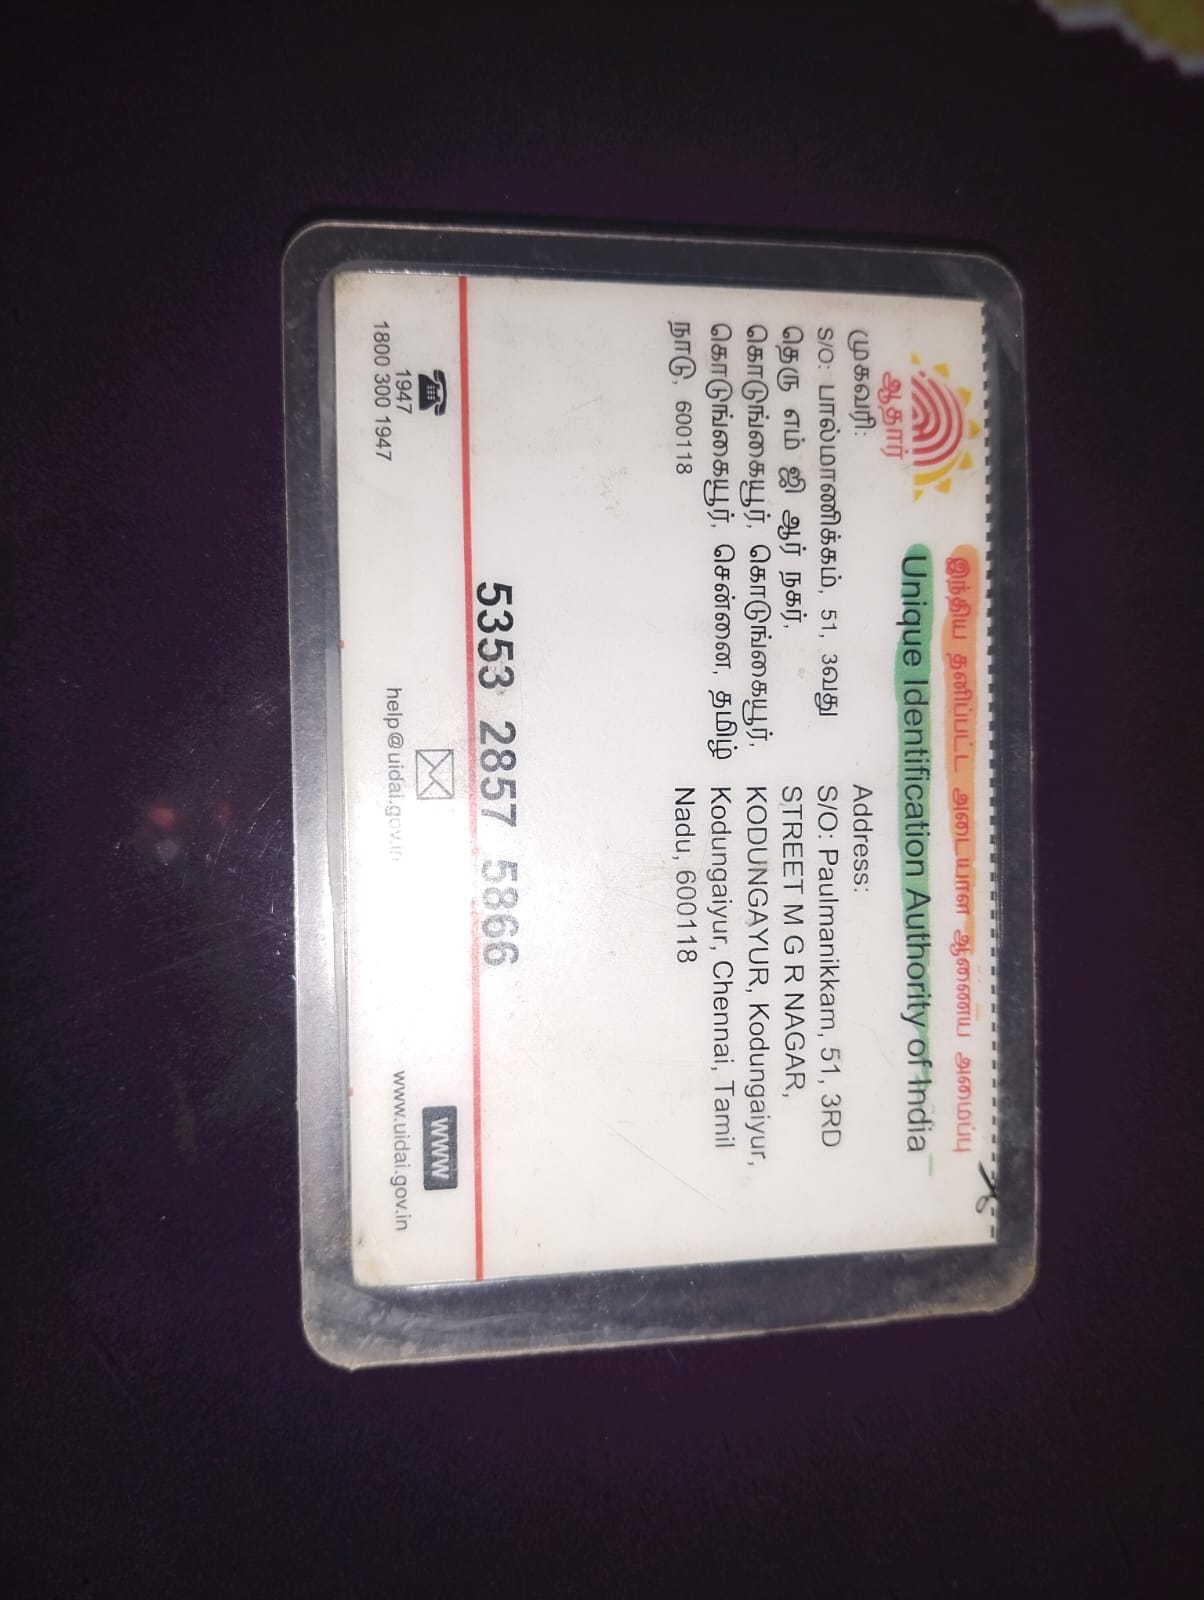 இந்திய தனிப்பட்ட அடையாள ஆணைய அமைப்பு
Unique Identification Authority of India
ஆதார்
முகவரி:
S/O: பால்மாணிக்கம், 51, 3வது
தெரு எம் ஜி ஆர் நகர்,
கொடுங்கையூர், கொடுங்கையூர்,
கொடுங்கையூர், சென்னை, தமிழ்
நாடு, 600118
Address:
S/O: Paulmanikkam, 51, 3RD
STREET M G R NAGAR,
KODUNGAYUR, Kodungaiyur,
Kodungaiyur, Chennai, Tamil
Nadu, 600118
5353 2857 5866
1947
1800 300 1947
help@uidai.gov.in
www
www.uidai.gov.in